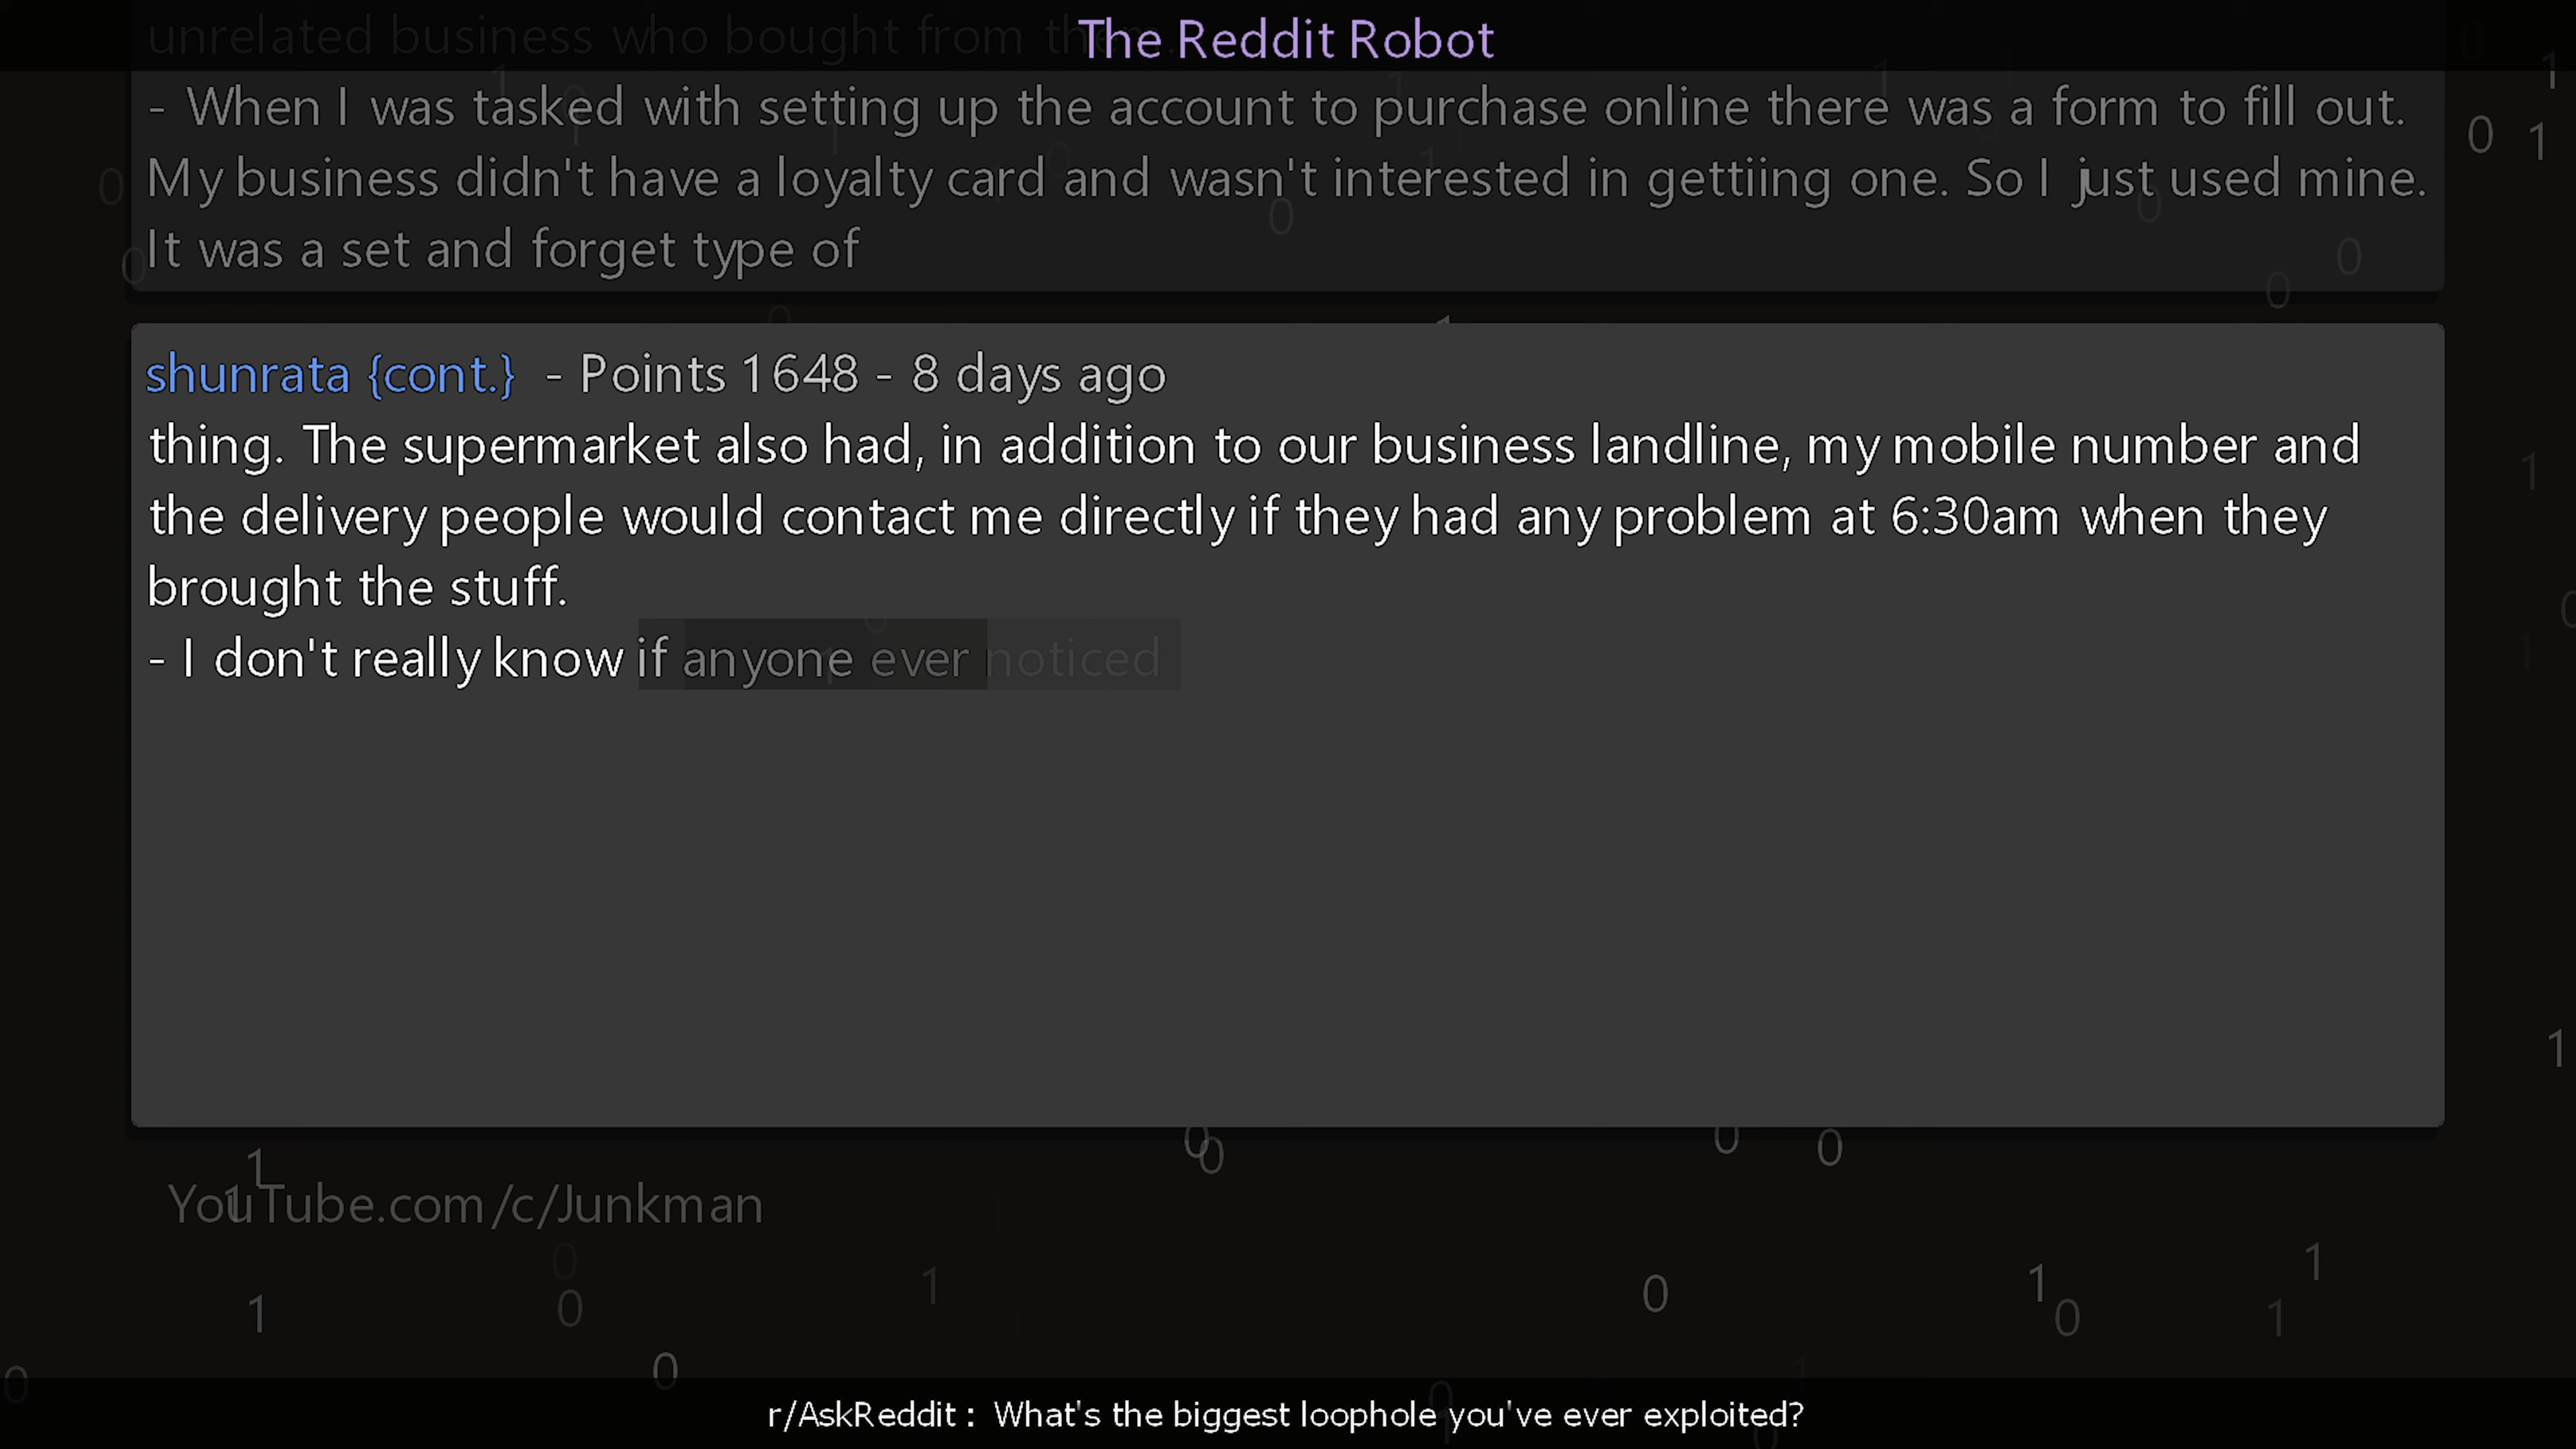 The Reddit Robot
unrelated business who bought from
- When I was tasked with setting up the account to purchase online there was a form to fill out.
My business didn't have a loyalty card and wasn't interested in gettiing one. So I just used mine.
It was a set and forget type of
shunrata {cont.} - Points 1648 - 8 days ago
thing. The supermarket also had, in addition to our business landline, my mobile number and
the delivery people would contact me directly if they had any problem at 6:30am when they
brought the stuff.
- I don't really know if anyone ever noticed
YouTube.com/c/Junkman
r/AskReddit : What's the biggest loophole you've ever exploited?